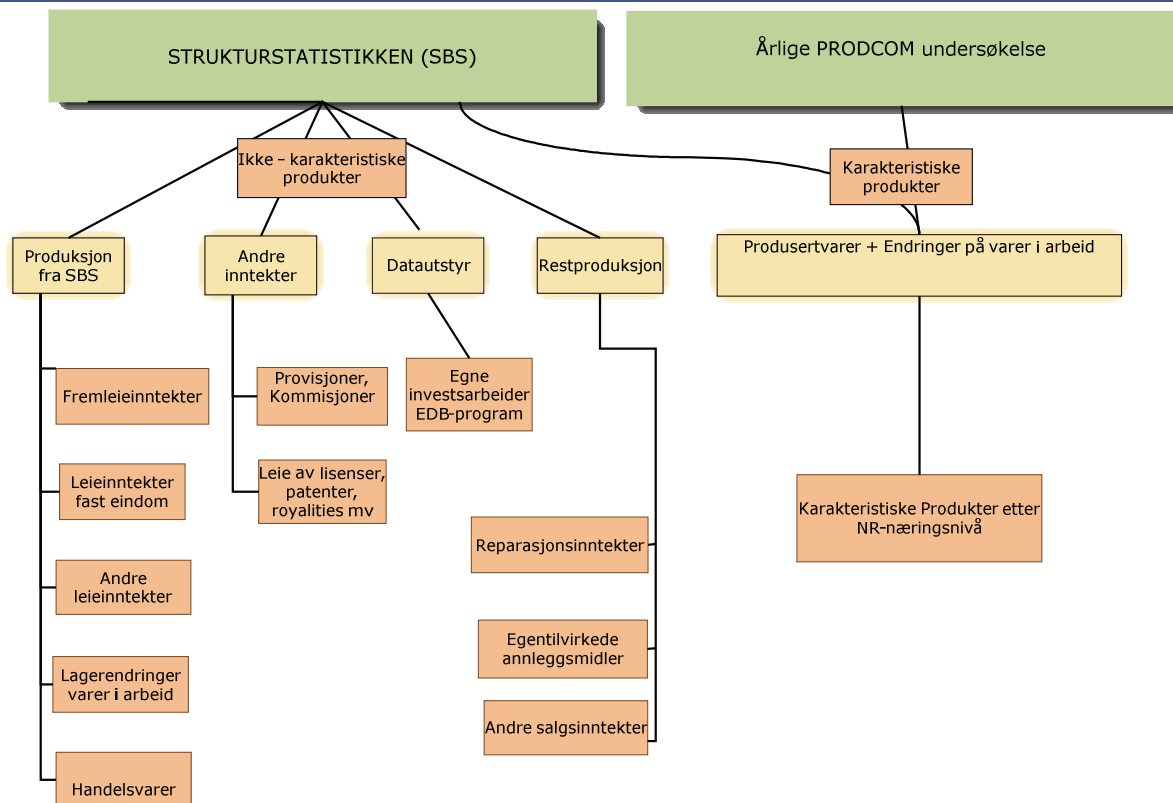 STRUKTURSTATISTIKKEN (SBS)
Årlige PRODCOM undersøkelse
Ikke – karakteristiske
produkter
Karakteristiske
produkter
Produksjon
fra SBS
Andre
inntekter
Datautstyr
Restproduksjon
Produsertvarer + Endringer på varer i arbeid
Fremleieinntekter
Leieinntekter
fast eindom
Andre
leieinntekter
Lagerendringer
varer i arbeid
Handelsvarer
Provisjoner,
Kommisjoner
Leie av lisenser,
patenter,
royalities mv
Egne
investsarbeider
EDB-program
Reparasjonsinntekter
Egentilvirkede
annleggsmidler
Andre salgsinntekter
Karakteristiske Produkter etter
NR-næringsnivå